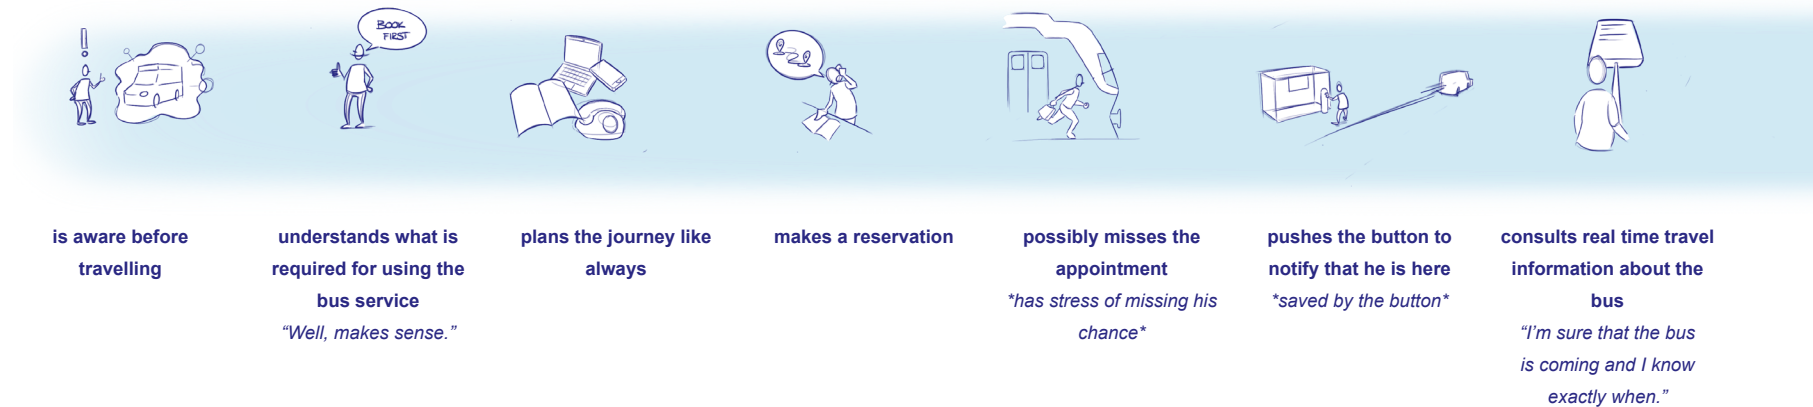 BOOK
FIRST
is aware before
travelling
understands what is
required for using the
bus service
“Well, makes sense.”
plans the journey like
always
makes a reservation
possibly misses the
appointment
*has stress of missing his
chance*
pushes the button to
notify that he is here
*saved by the button*
consults real time travel
information about the
bus
“I’m sure that the bus
is coming and I know
exactly when.”